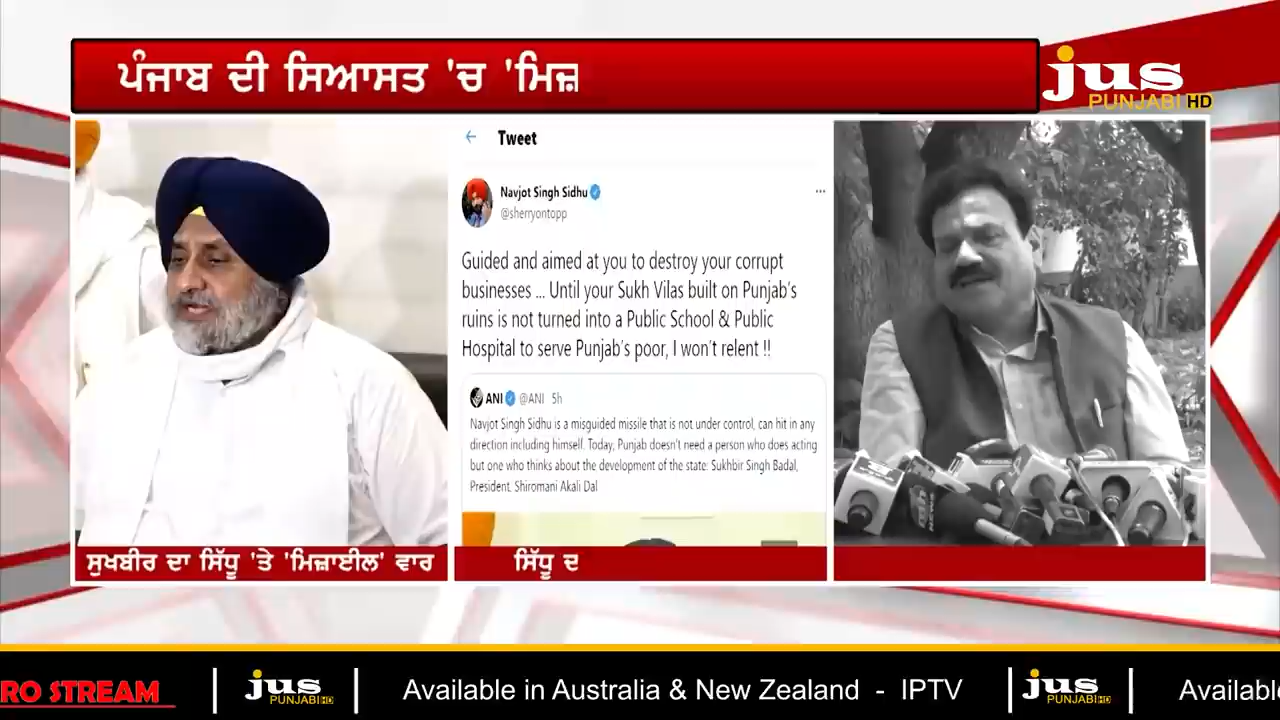 ਪੰਜਾਬ ਦੀ ਸਿਆਸਤ 'ਚ 'ਮਿਜ਼
jus
PUNJABI HD
Tweet
Navjot Singh Sidhu
@sherryontopp
Guided and aimed at you to destroy your corrupt
businesses ... Until your Sukh Vilas built on Punjab's
ruins is not turned into a Public School & Public
Hospital to serve Punjab's poor, I won't relent !!
ANI @ANI 5h
Navjot Singh Sidhu is a misguided missile that is not under control, can hit in any
direction including himself. Today, Punjab doesn't need a person who does acting
but one who thinks about the development of the state: Sukhbir Singh Badal,
President, Shiromani Akali Dal
NEWS
ਸੁਖਬੀਰ ਦਾ ਸਿੱਧੂ 'ਤੇ 'ਮਿਜ਼ਾਈਲ' ਵਾਰ
ਸਿੱਧੂ ਦ
RO STREAM
jus
PUNJABI HD
Available in Australia & New Zealand - IPTV
jus
PUNJABI HD
Available